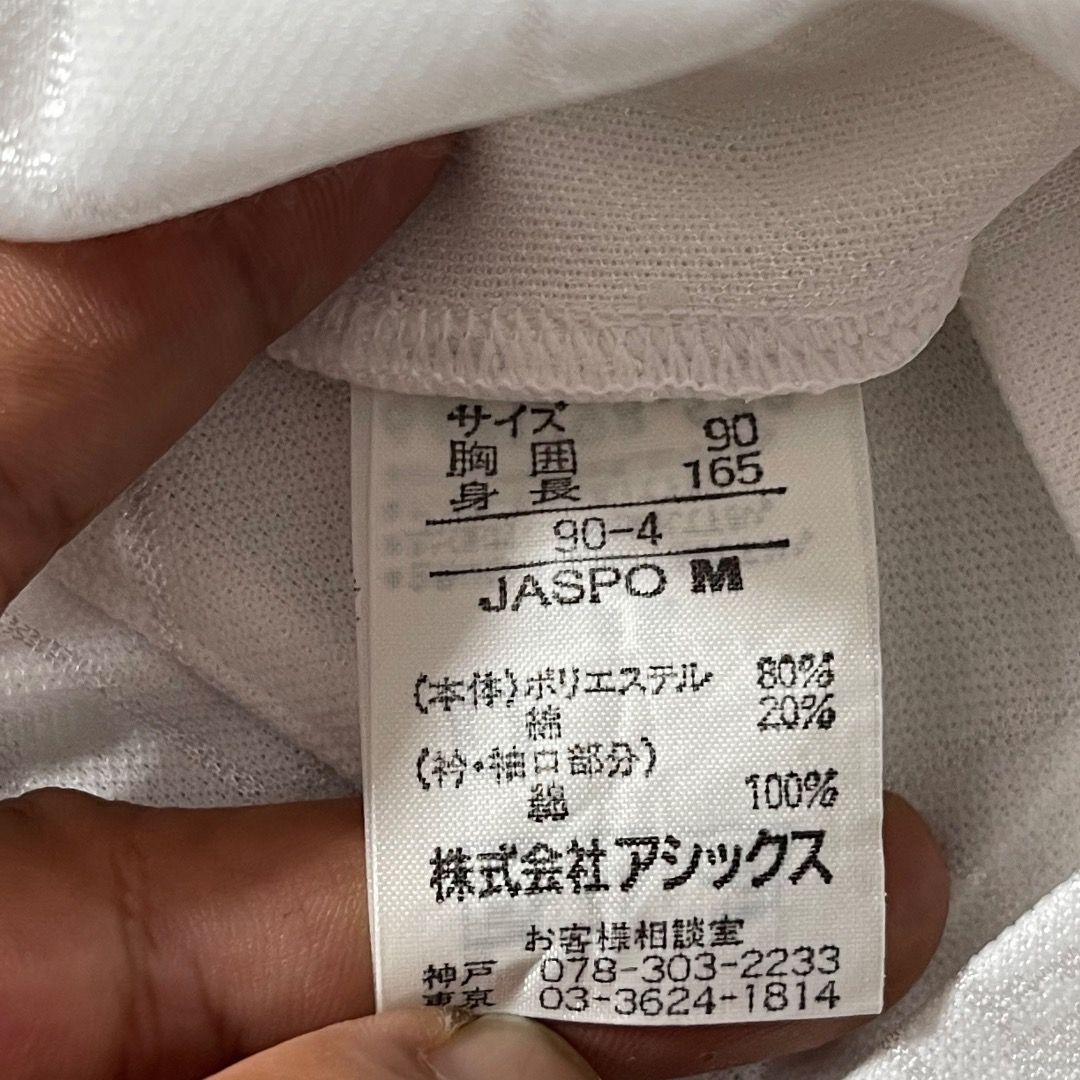 サイズ
胸囲 90
身長 165
90-4
JASPO M
(本体)ポリエステル 80%
綿 20%
(衿・袖口部分)
綿 100%
株式会社アシックス
お客様相談室
神戸 078-303-2233
東京 03-3624-1814